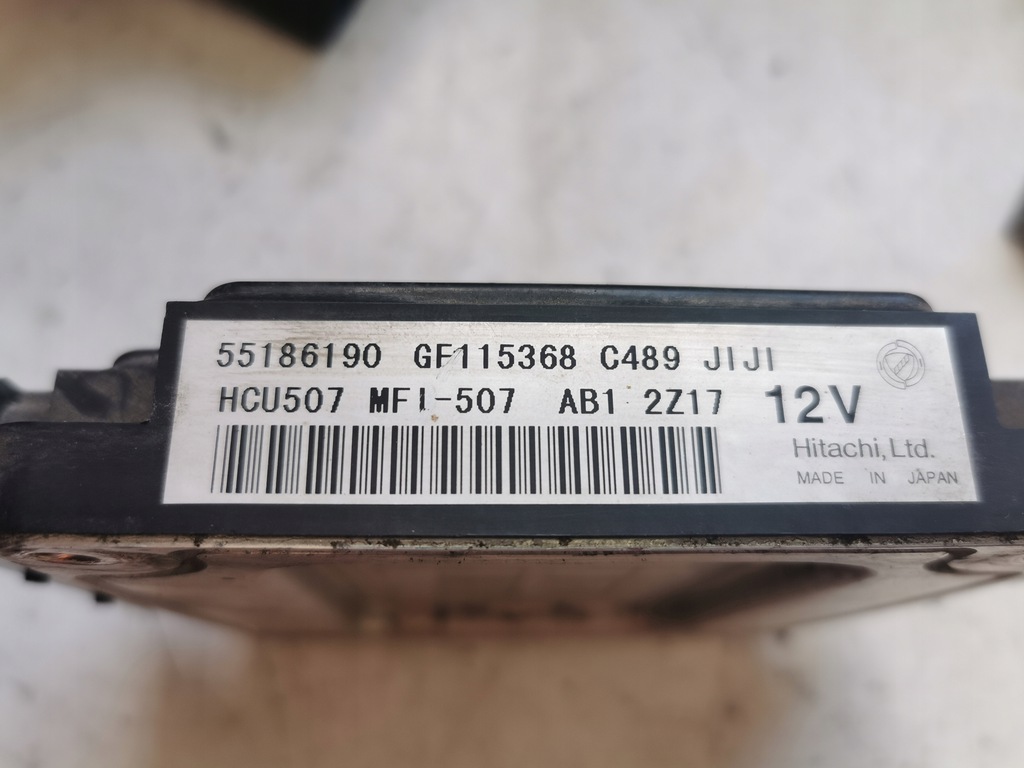 55186190 GF115368 C489 JIJI
HCU507 MFI-507 AB1 2Z17 12V
Hitachi, Ltd.
MADE IN JAPAN